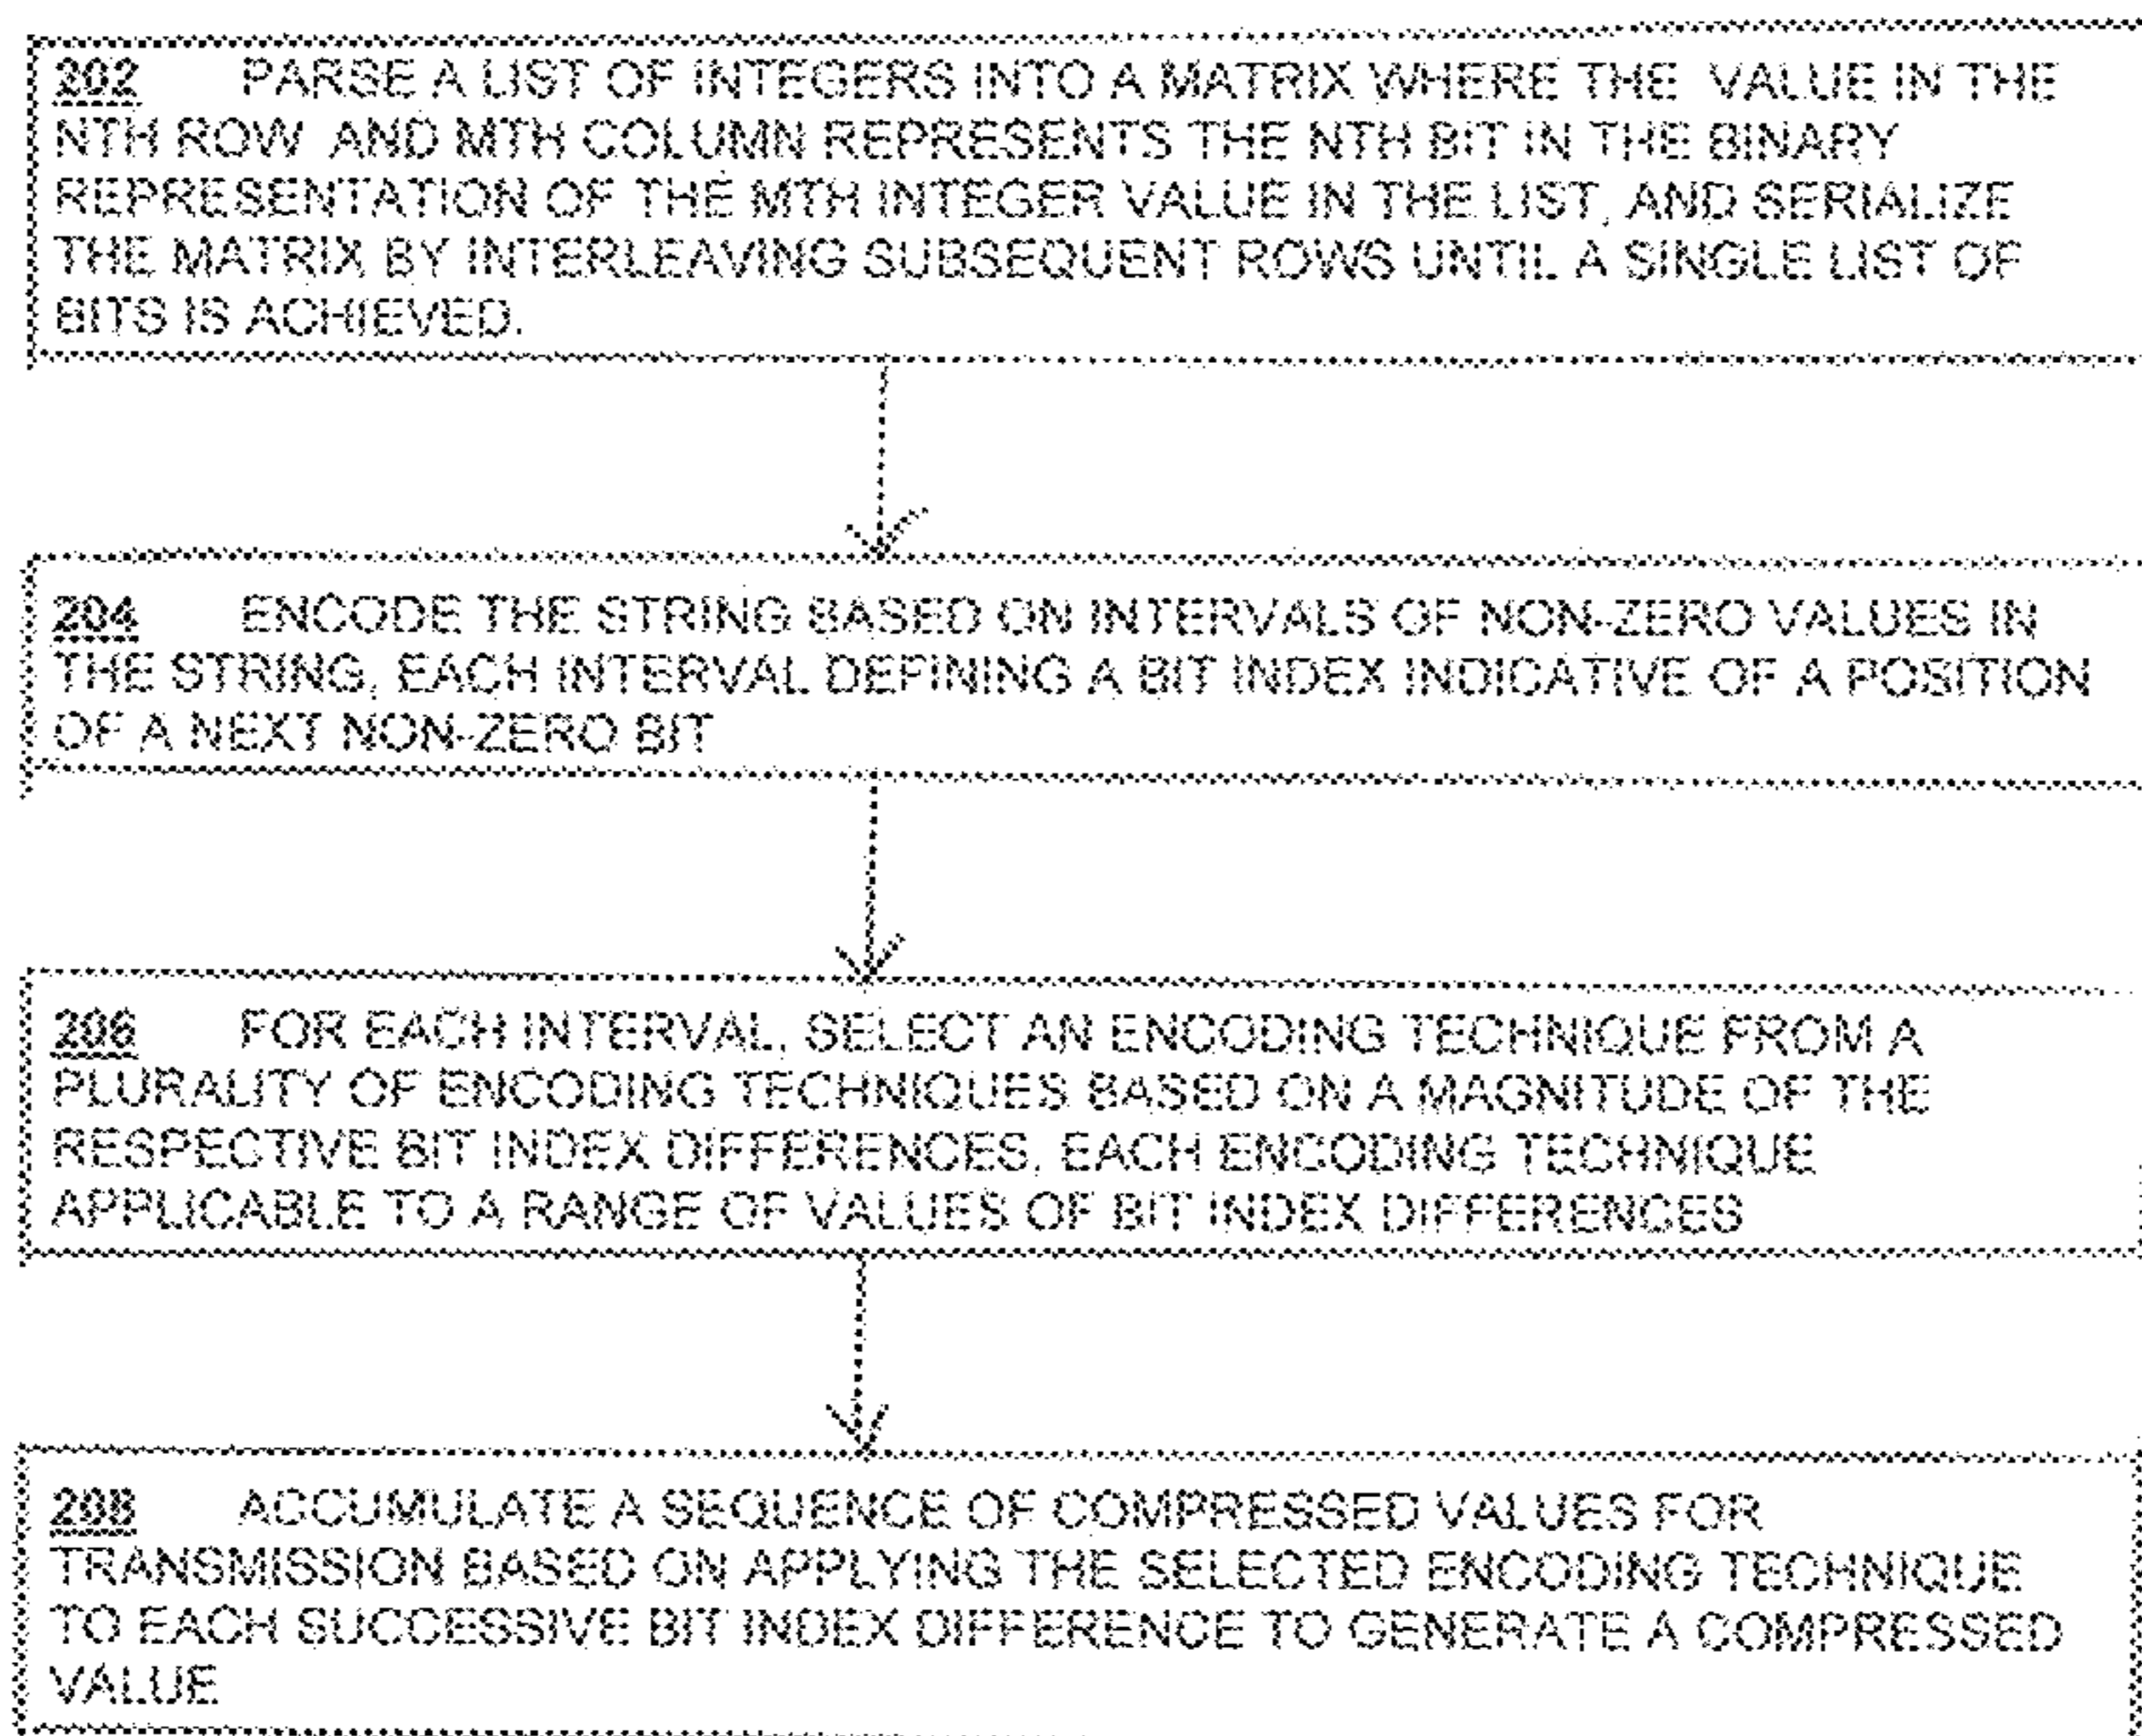 202 PARSE A LIST OF INTEGERS INTO A MATRIX WHERE THE VALUE IN THE
NTH ROW AND MTH COLUMN REPRESENTS THE NTH BIT IN THE BINARY
REPRESENTATION OF THE MTH INTEGER VALUE IN THE LIST, AND SERIALIZE
THE MATRIX BY INTERLEAVING SUBSEQUENT ROWS UNTIL A SINGLE LIST OF
BITS IS ACHIEVED.
204 ENCODE THE STRING BASED ON INTERVALS OF NON-ZERO VALUES IN
THE STRING, EACH INTERVAL DEFINING A BIT INDEX INDICATIVE OF A POSITION
OF A NEXT NON-ZERO BIT
206 FOR EACH INTERVAL, SELECT AN ENCODING TECHNIQUE FROM A
PLURALITY OF ENCODING TECHNIQUES BASED ON A MAGNITUDE OF THE
RESPECTIVE BIT INDEX DIFFERENCES, EACH ENCODING TECHNIQUE
APPLICABLE TO A RANGE OF VALUES OF BIT INDEX DIFFERENCES
208 ACCUMULATE A SEQUENCE OF COMPRESSED VALUES FOR
TRANSMISSION BASED ON APPLYING THE SELECTED ENCODING TECHNIQUE
TO EACH SUCCESSIVE BIT INDEX DIFFERENCE TO GENERATE A COMPRESSED
VALUE